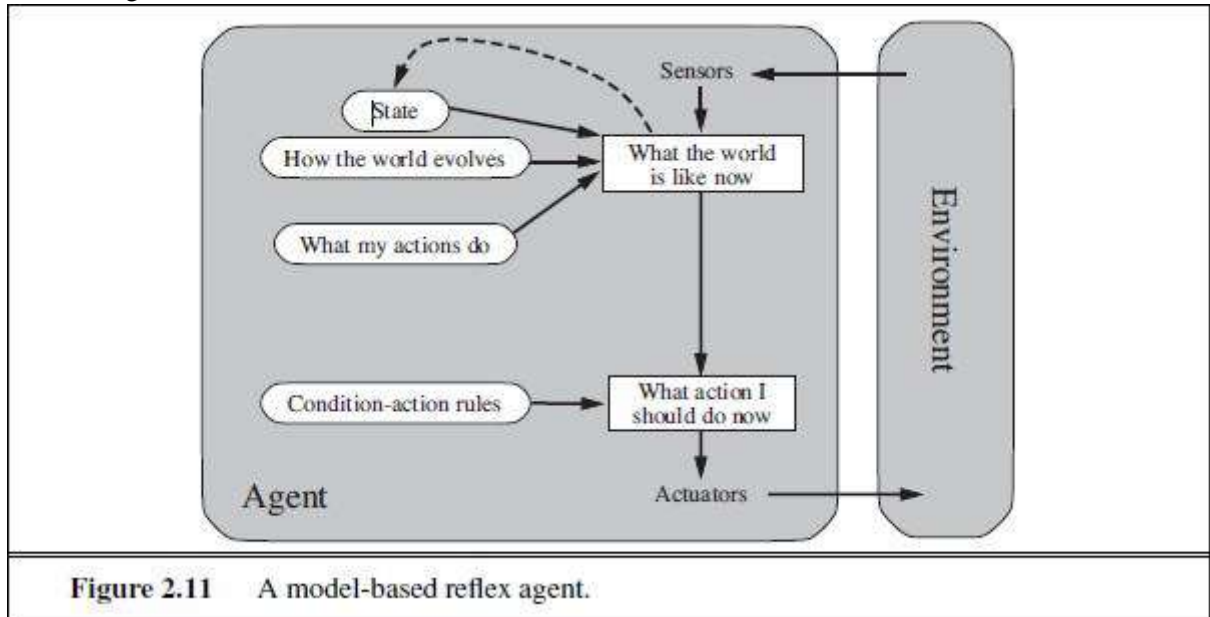 Sensors
State
How the world evolves
What the world
is like now
What my actions do
Environment
Condition-action rules
What action I
should do now
Agent
Actuators
Figure 2.11 A model-based reflex agent.